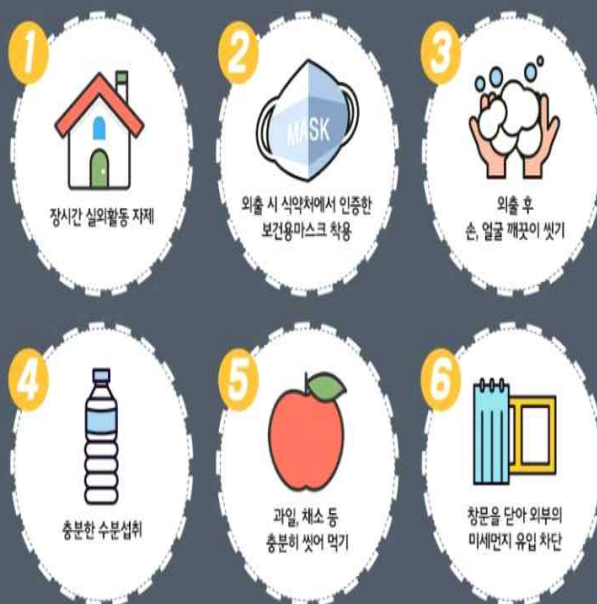 1
장시간 실외활동 자제
2
MASK
외출 시 식약처에서 인증한
보건용마스크 착용
3
외출 후
손, 얼굴 깨끗이 씻기
4
충분한 수분섭취
5
과일, 채소 등
충분히 씻어 먹기
6
창문을 닫아 외부의
미세먼지 유입 차단